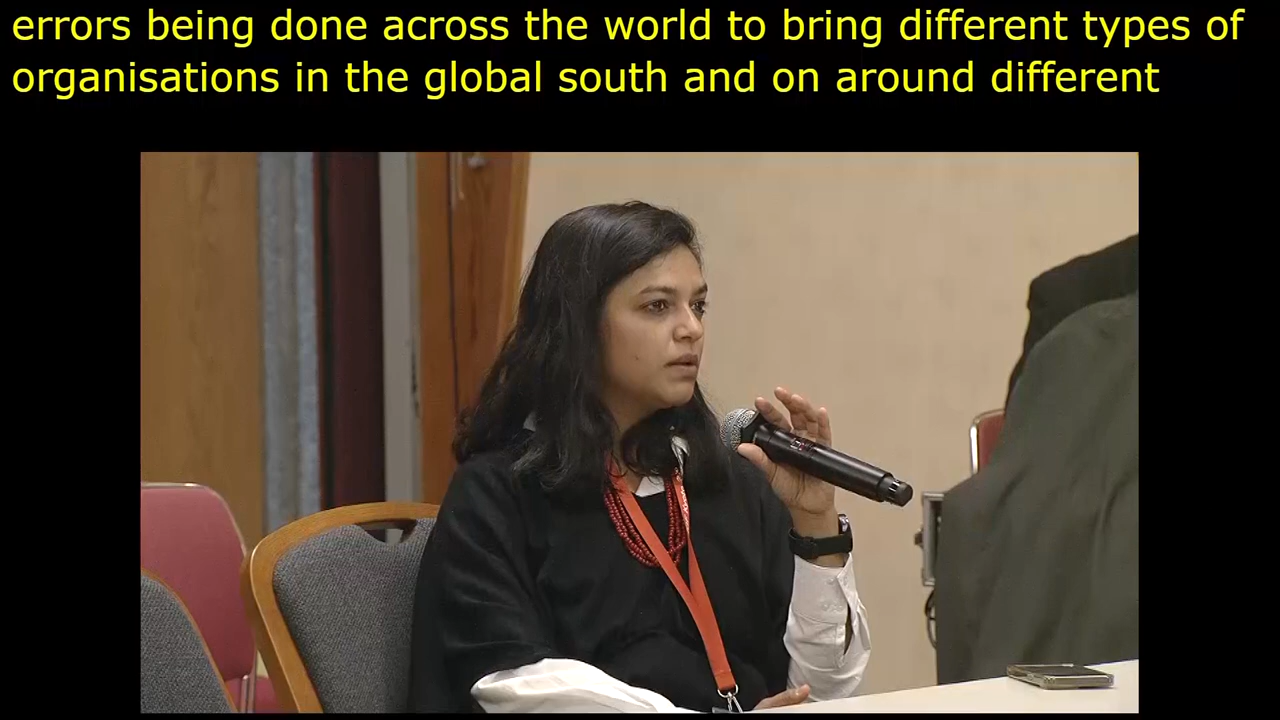 errors being done across the world to bring different types of
organisations in the global south and on around different